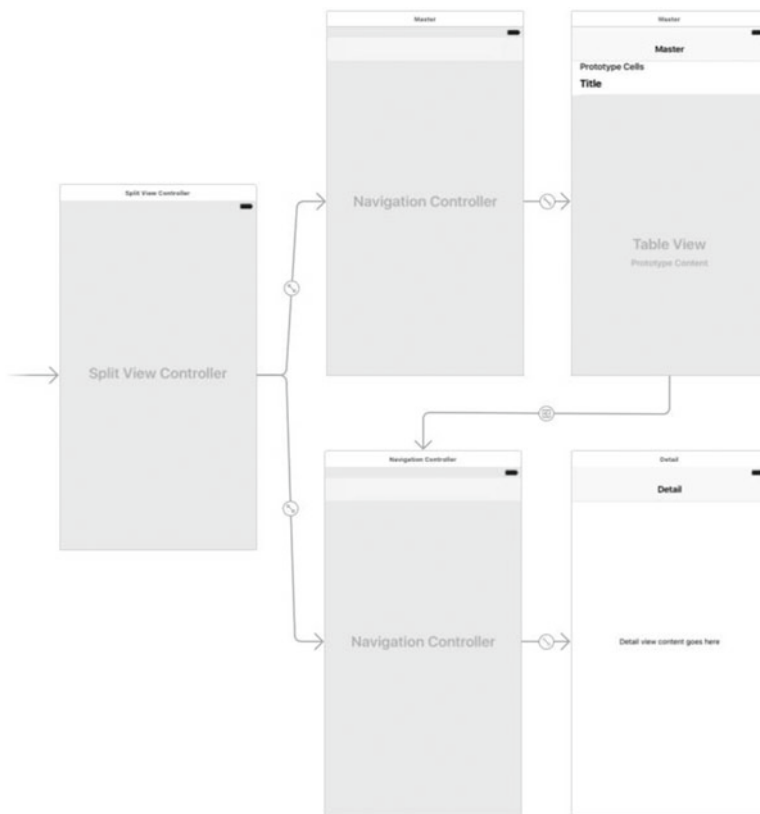 Master
Master
Master
Prototype Cells
Title
Navigation Controller
Table View
Prototype Content
Split View Controller
Split View Controller
Navigation Controller
Navigation Controller
Detail
Detail
Detail view content goes here